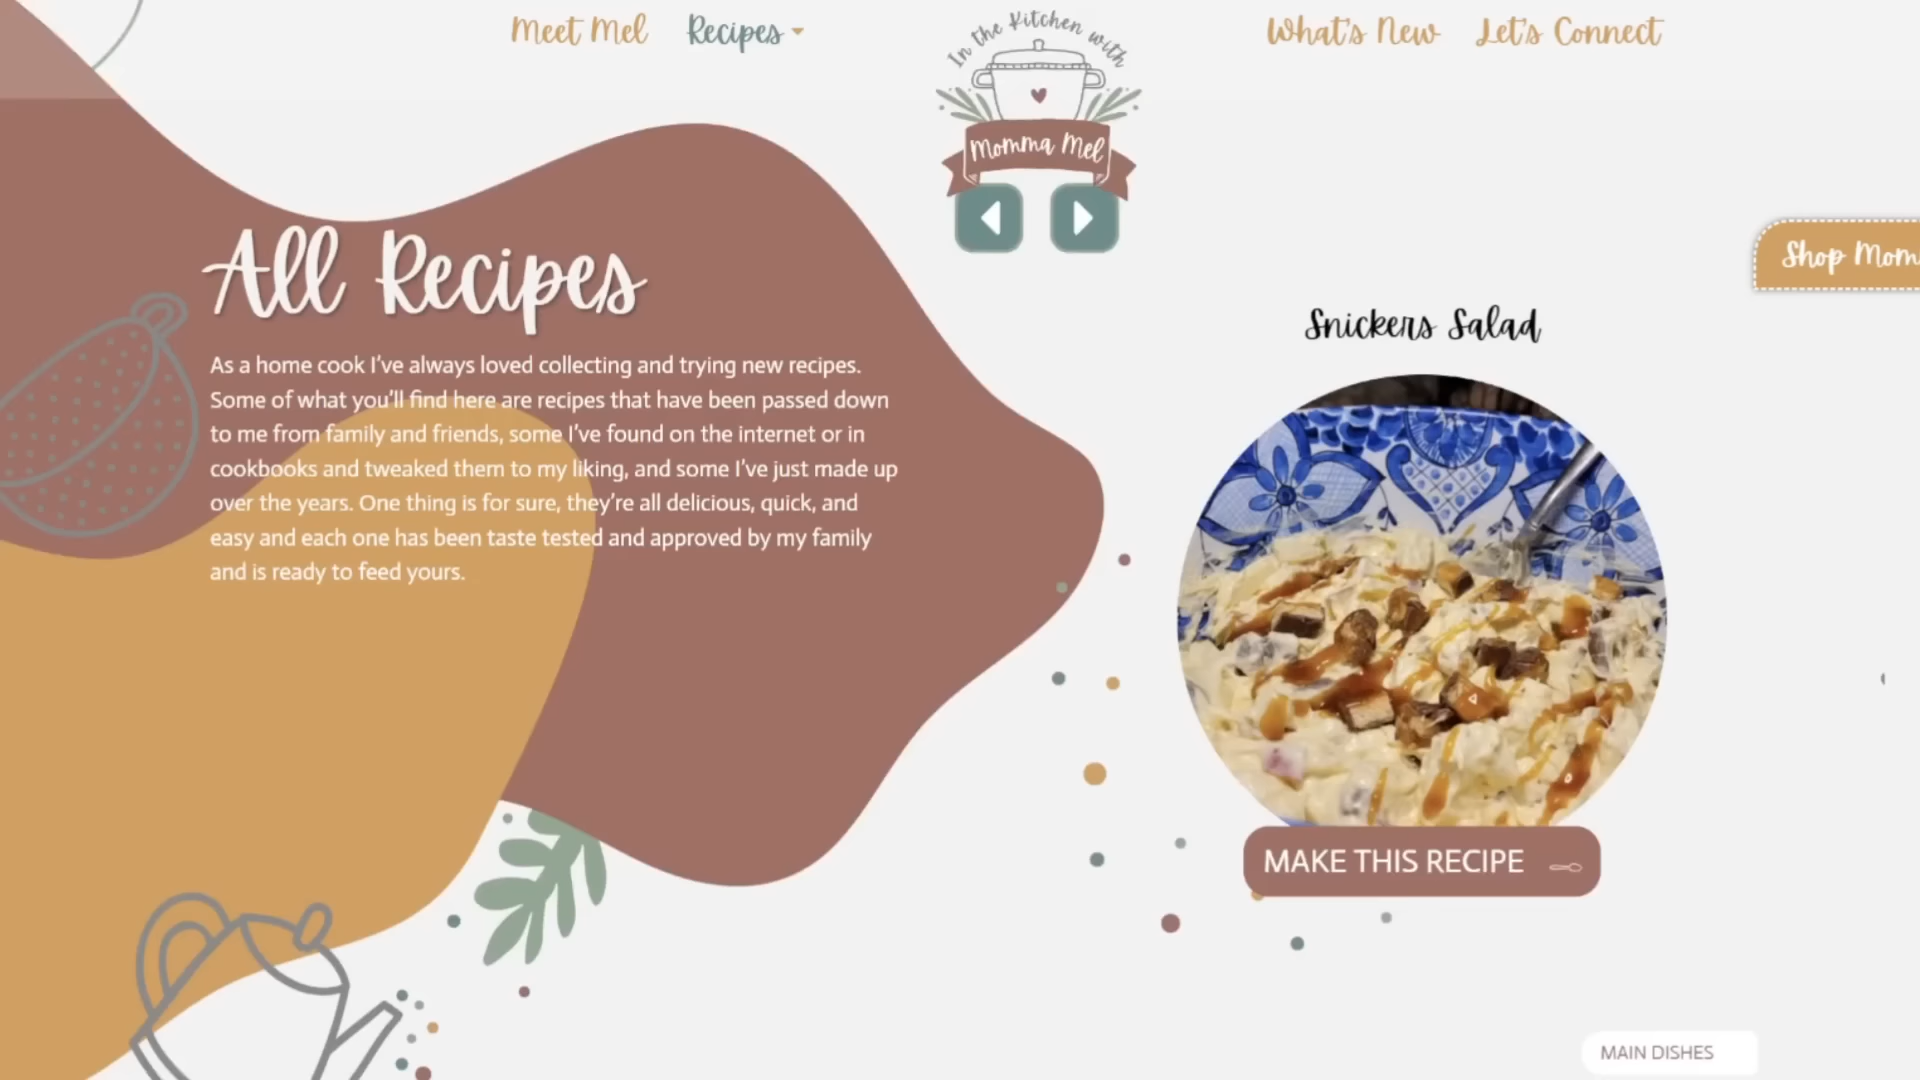 Meet Mel
Recipes
In the Kitchen with
Momma Mel
What's New
Let's Connect
Shop Mom
All Recipes
As a home cook I've always loved collecting and trying new recipes.
Some of what you'll find here are recipes that have been passed down
to me from family and friends, some I've found on the internet or in
cookbooks and tweaked them to my liking, and some I've just made up
over the years. One thing is for sure, they're all delicious, quick, and
easy and each one has been taste tested and approved by my family
and is ready to feed yours.
Snickers Salad
MAKE THIS RECIPE
MAIN DISHES